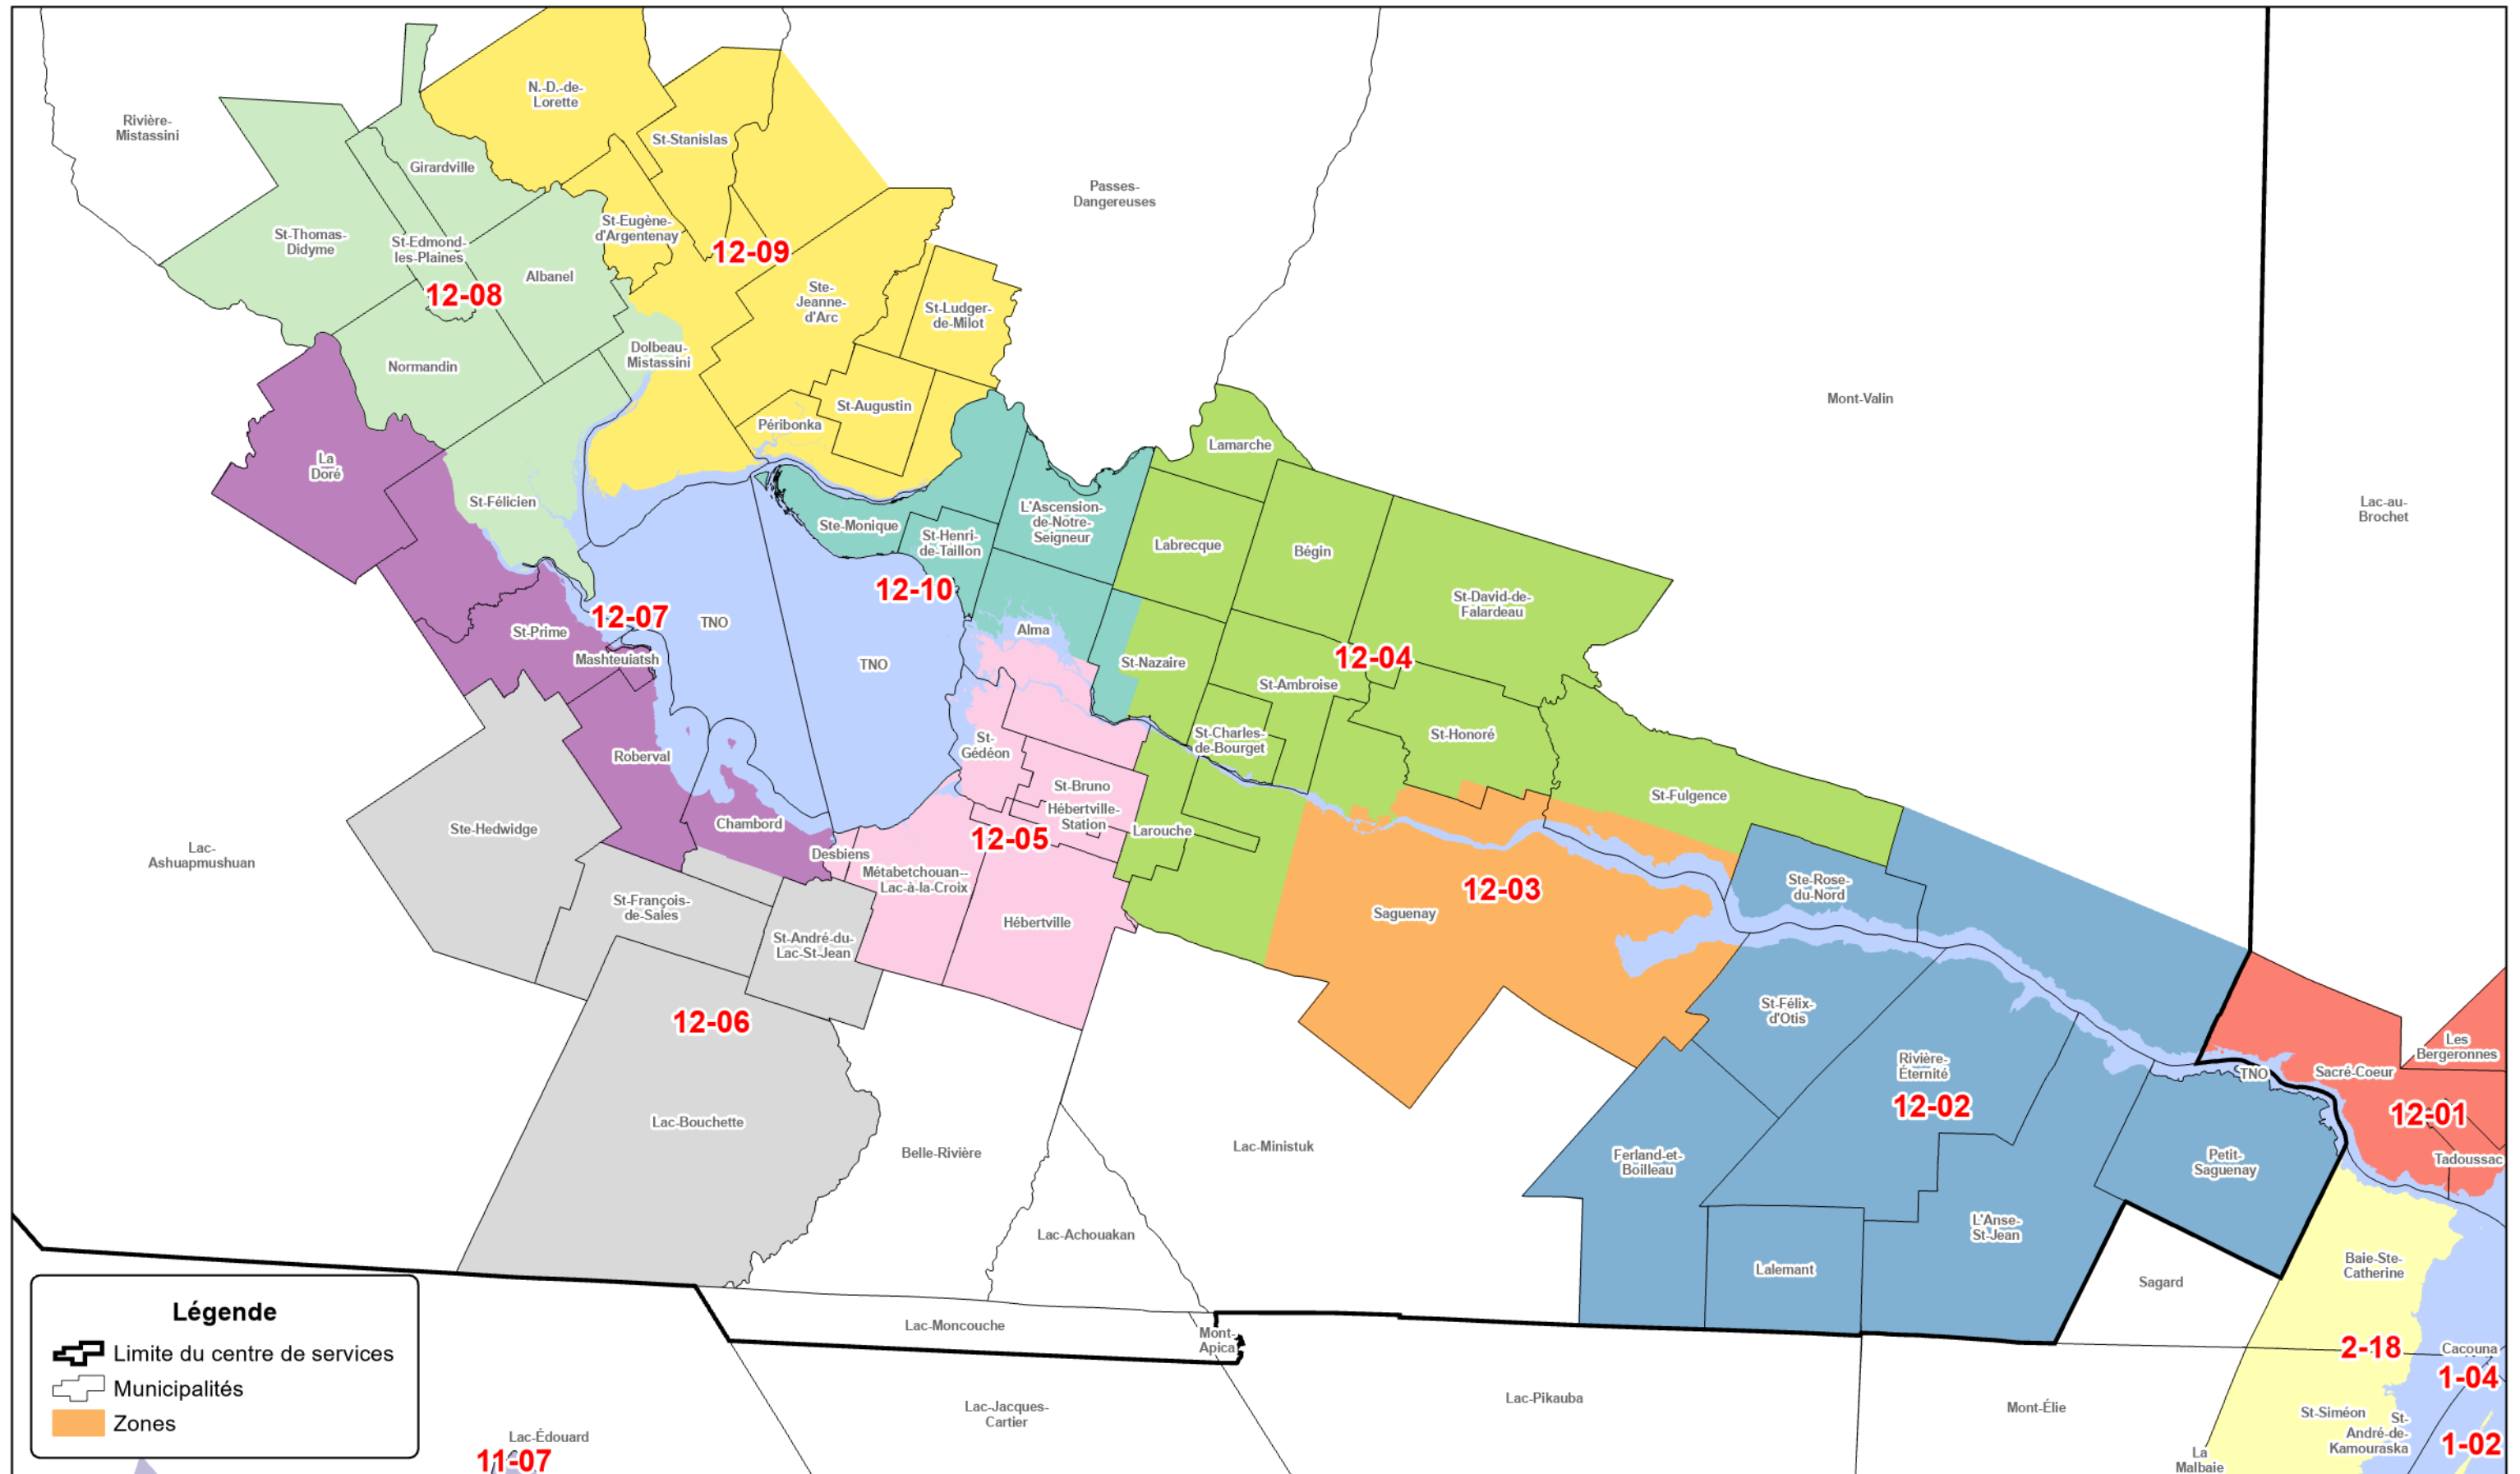 N.-D.-de-
Lorette
Rivière-
Mistassini
St-Stanislas
Girardville
Passes-
Dangereuses
St-Thomas-
Didyme
St-Edmond-
les-Plaines
St-Eugène-
d'Argentenay
12-09
Albanel
12-08
Ste-
Jeanne-
d'Arc
St-Ludger-
de-Milot
Dolbeau-
Mistassini
Normandin
Mont-Valin
St-Augustin
Péribonka
Lamarche
La
Doré
St-Félicien
Lac-au-
Brochet
Ste-Monique
St-Henri-
de-Taillon
L'Ascension-
de-Notre-
Seigneur
Labrecque
Bégin
12-10
St-David-de-
Falardeau
12-07
TNO
St-Prime
Alma
Mashteuiatsh
TNO
St-Nazaire
12-04
St-Ambroise
Roberval
St-
Gédéon
St-Charles-
de-Bourget
St-Honoré
St-Bruno
St-Fulgence
Hébertville-
Station
Ste-Hedwidge
Chambord
12-05
Larouche
Lac-
Ashuapmushuan
Desbiens
Métabetchouan--
Lac-à-la-Croix
12-03
Ste-Rose-
du-Nord
St-François-
de-Sales
Saguenay
Hébertville
St-André-du-
Lac-St-Jean
12-06
St-Félix-
d'Otis
Les
Bergeronnes
Rivière-
Éternité
TNO
Sacré-Coeur
12-02
12-01
Lac-Bouchette
Belle-Rivière
Lac-Ministuk
Ferland-et-
Boilleau
Petit-
Saguenay
Tadoussac
Lac-Achouakan
L'Anse-
St-Jean
Lalemant
Baie-Ste-
Catherine
Sagard
Légende
Limite du centre de services
Municipalités
Zones
Lac-Moncouche
Mont-
Apica
2-18
Cacouna
1-04
Lac-Pikauba
Lac-Jacques-
Cartier
Mont-Élie
St-Siméon
St-
André-de-
Kamouraska
1-02
Lac-Édouard
11-07
La
Malbaie